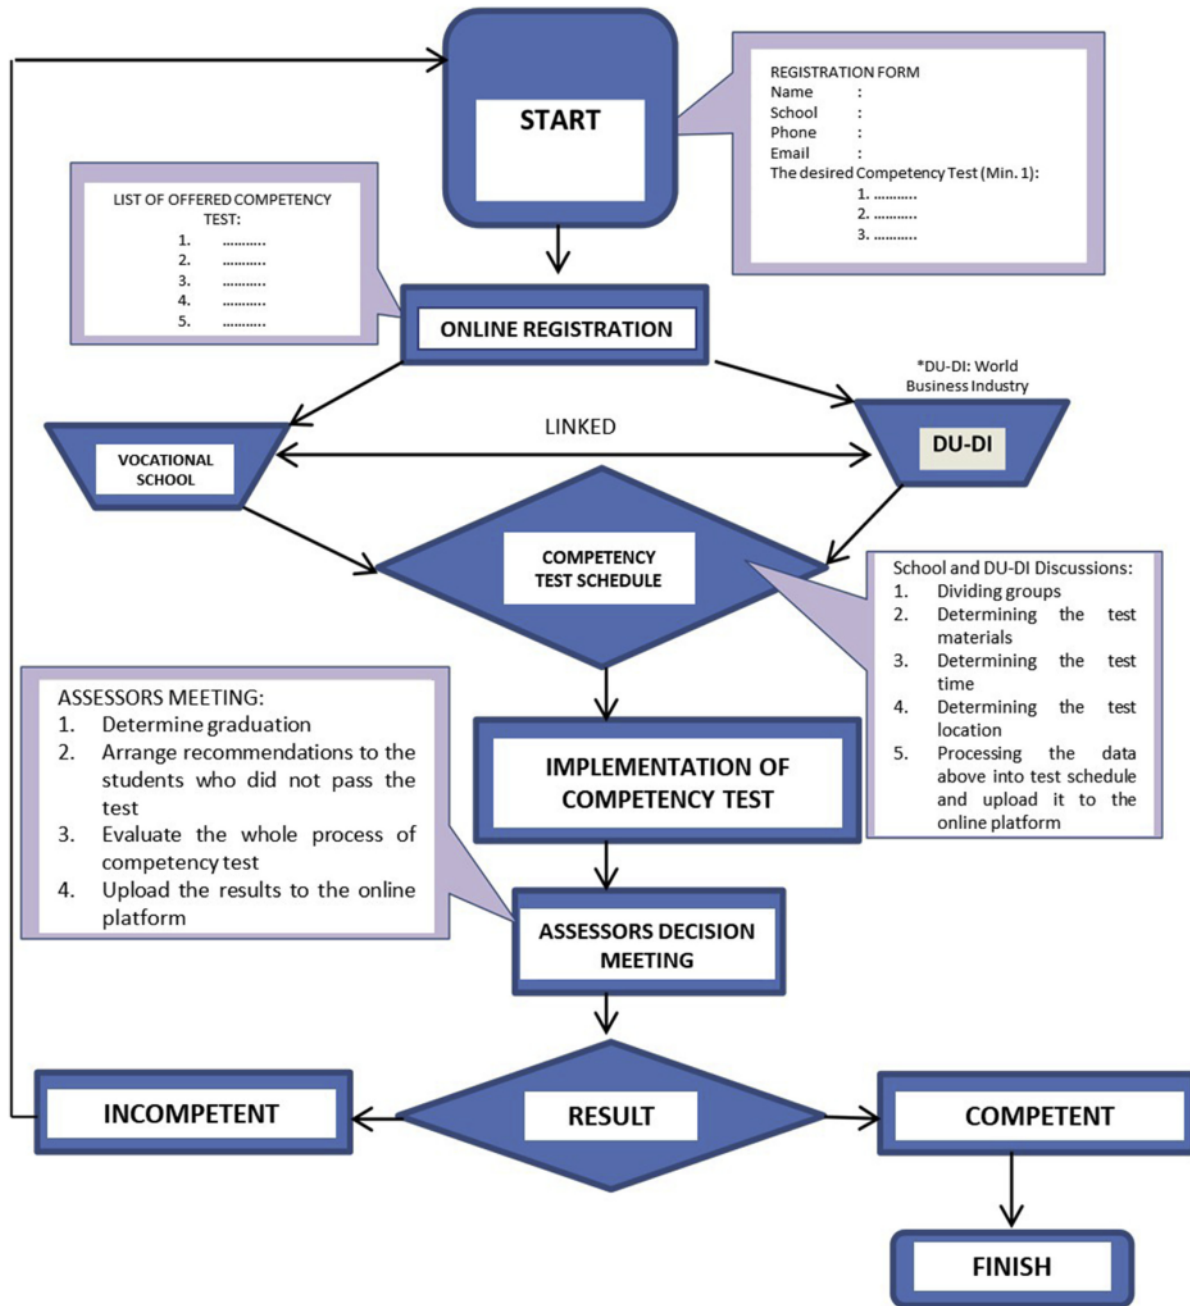 START
REGISTRATION FORM
Name :
School :
Phone :
Email :
The desired Competency Test (Min. 1):
1. ...........
2. ...........
3. ...........
LIST OF OFFERED COMPETENCY
TEST:
1. ...........
2. ...........
3. ...........
4. ...........
5. ...........
ONLINE REGISTRATION
*DU-DI: World
Business Industry
LINKED
VOCATIONAL
SCHOOL
DU-DI
COMPETENCY
TEST SCHEDULE
School and DU-DI Discussions:
1. Dividing groups
2. Determining the test
materials
3. Determining the test
time
4. Determining the test
location
5. Processing the data
above into test schedule
and upload it to the
online platform
ASSESSORS MEETING:
1. Determine graduation
2. Arrange recommendations to the
students who did not pass the
test
3. Evaluate the whole process of
competency test
4. Upload the results to the online
platform
IMPLEMENTATION OF
COMPETENCY TEST
ASSESSORS DECISION
MEETING
INCOMPETENT
RESULT
COMPETENT
FINISH